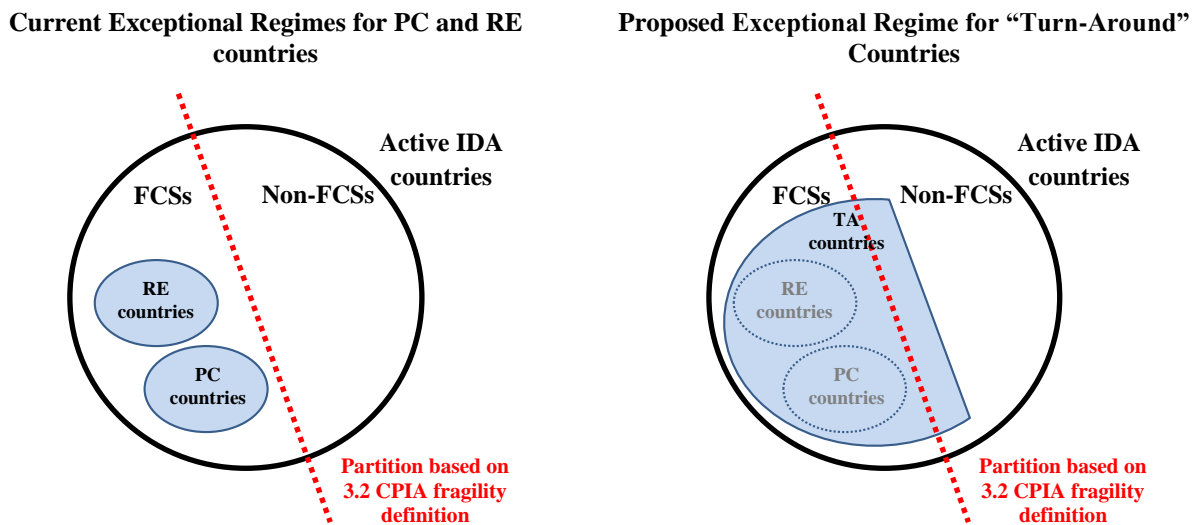 Current Exceptional Regimes for PC and RE
countries
Active IDA
countries
FCSs
Non-FCSs
RE
countries
PC
countries
Partition based on
3.2 CPIA fragility
definition
Proposed Exceptional Regime for “Turn-Around”
Countries
Active IDA
countries
FCSs
Non-FCSs
TA
countries
RE
countries
PC
countries
Partition based on
3.2 CPIA fragility
definition